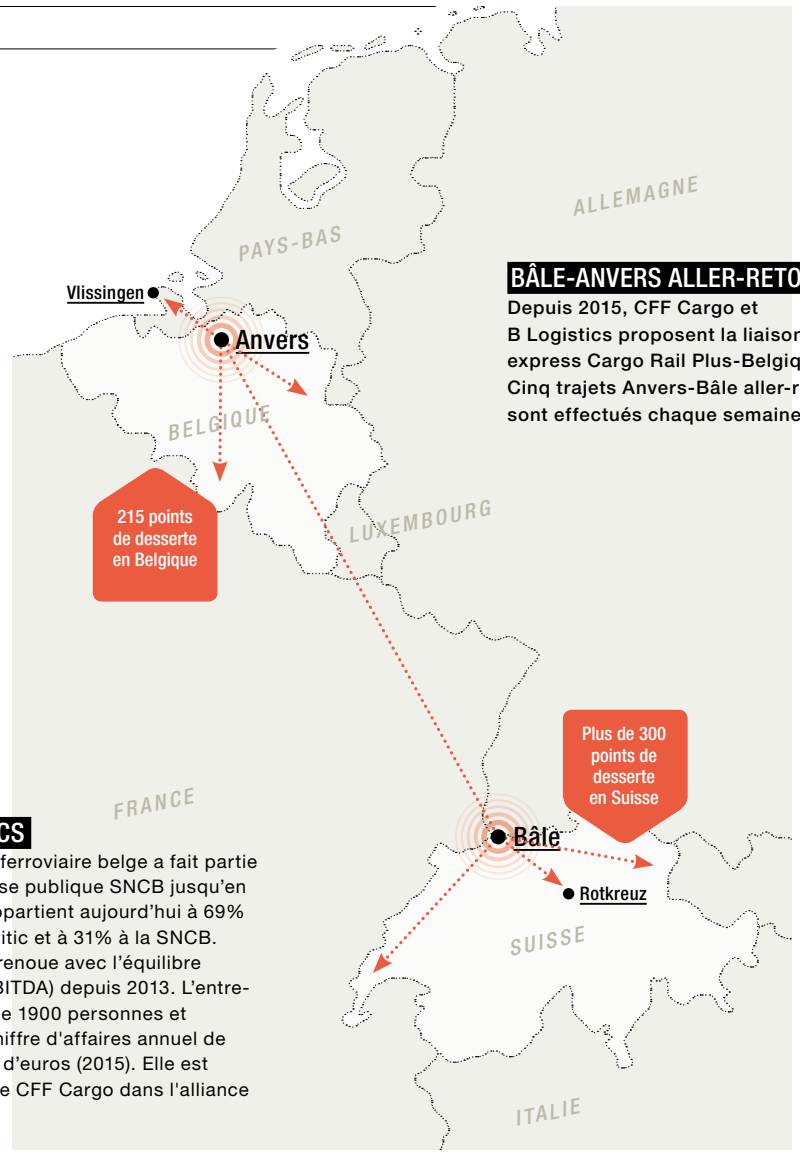 ALLEMAGNE
PAYS-BAS
Vlissingen
Anvers
BELGIQUE
BÂLE-ANVERS ALLER-RETO
Depuis 2015, CFF Cargo et
B Logistics proposent la liaison
express Cargo Rail Plus-Belgiq
Cinq trajets Anvers-Bâle aller-r
sont effectués chaque semaine
LUXEMBOURG
215 points
de desserte
en Belgique
Plus de 300
points de
desserte
en Suisse
FRANCE
Bâle
Rotkreuz
SUISSE
ITALIE
CS
ferroviaire belge a fait partie
se publique SNCB jusqu'en
ppartient aujourd'hui à 69%
itic et à 31% à la SNCB.
renoue avec l'équilibre
BITDA) depuis 2013. L'entre-
e 1900 personnes et
hiffre d'affaires annuel de
d'euros (2015). Elle est
e CFF Cargo dans l'alliance